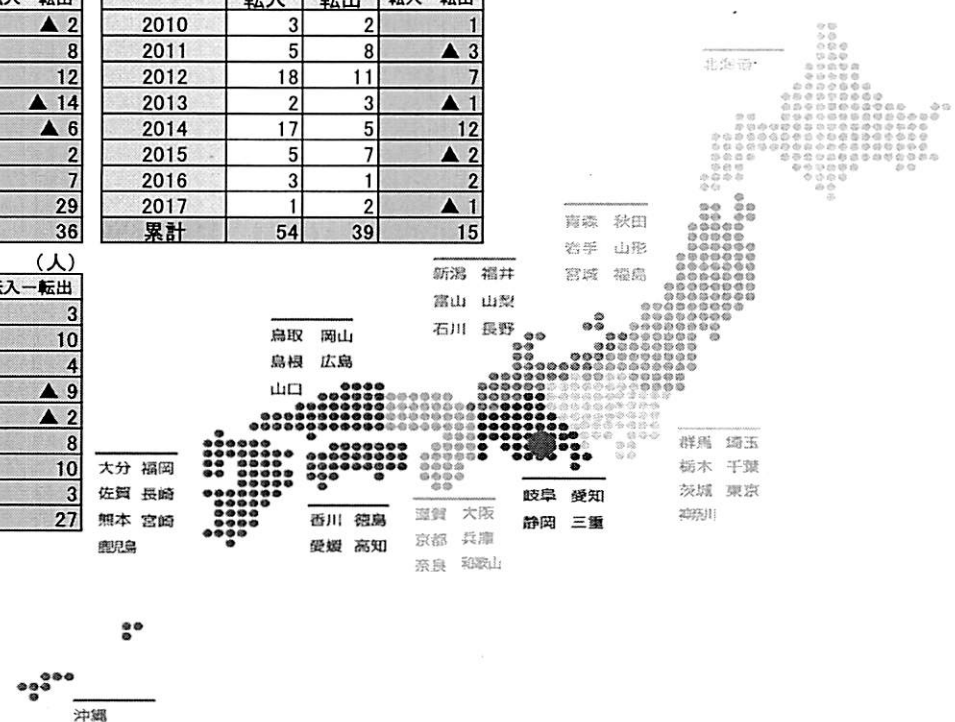 転入 転出 転入－転出
2010 3 2 1
2011 5 8 ▲ 3
2012 18 11 7
2013 2 3 ▲ 1
2014 17 5 12
2015 5 7 ▲ 2
2016 3 1 2
2017 1 2 ▲ 1
累計 54 39 15
転出
▲ 2
8
12
▲ 14
▲ 6
2
7
29
36
（人）
転入－転出
3
10
4
▲ 9
▲ 2
8
10
3
27
北海道
青森 秋田
岩手 山形
宮城 福島
新潟 福井
富山 山梨
石川 長野
鳥取 岡山
島根 広島
山口
群馬 埼玉
栃木 千葉
茨城 東京
神奈川
大分 福岡
佐賀 長崎
熊本 宮崎
鹿児島
香川 徳島
愛媛 高知
滋賀 大阪
京都 兵庫
奈良 和歌山
岐阜 愛知
静岡 三重
沖縄